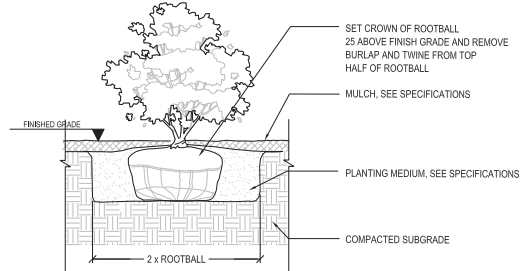 SET CROWN OF ROOTBALL
25 ABOVE FINISH GRADE AND REMOVE
BURLAP AND TWINE FROM TOP
HALF OF ROOTBALL
MULCH, SEE SPECIFICATIONS
FINISHED GRADE
PLANTING MEDIUM, SEE SPECIFICATIONS
COMPACTED SUBGRADE
2 x ROOTBALL